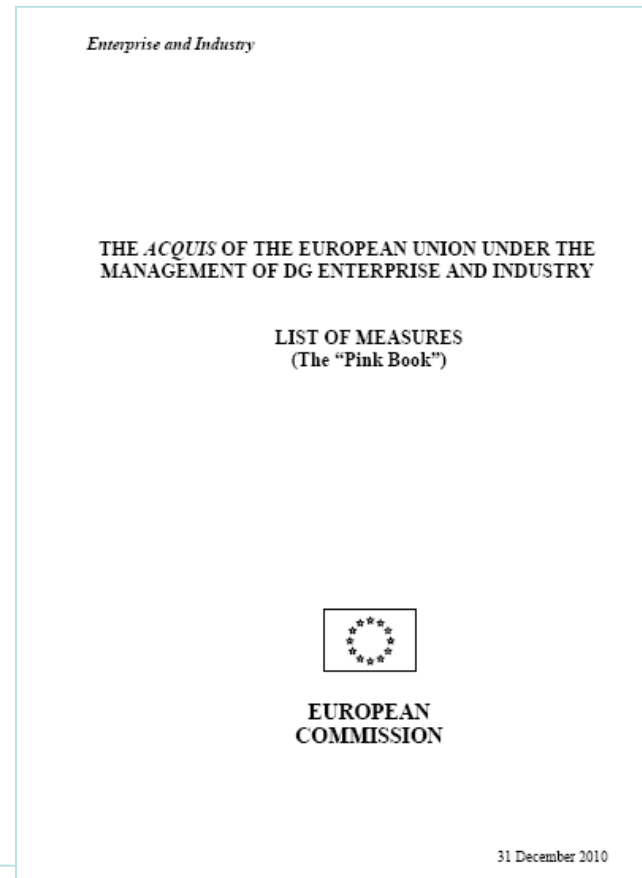 Enterprise and Industry
THE ACQUIS OF THE EUROPEAN UNION UNDER THE
MANAGEMENT OF DG ENTERPRISE AND INDUSTRY
LIST OF MEASURES
(The “Pink Book”)
EUROPEAN
COMMISSION
31 December 2010